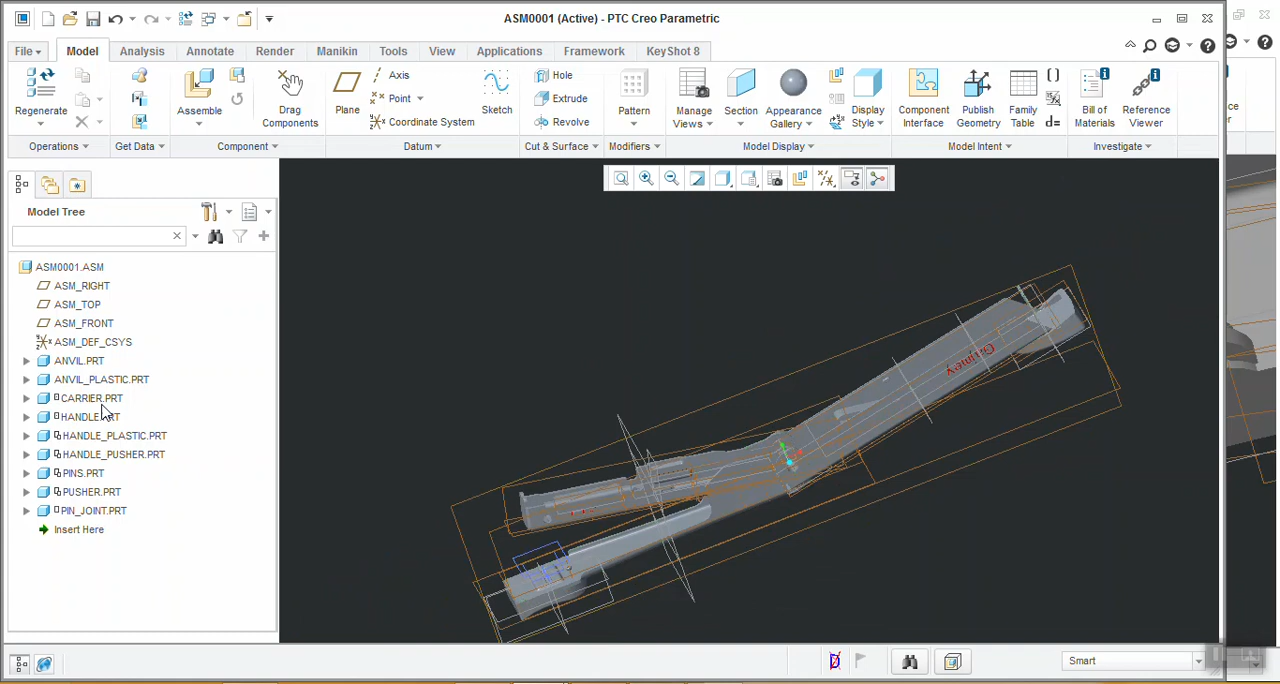 ASM0001 (Active) - PTC Creo Parametric
File Model Analysis Annotate Render Manikin Tools View Applications Framework KeyShot 8
Regenerate Assemble Drag Components Plane Axis Point Coordinate System Sketch Hole Extrude Revolve Pattern Manage Views Section Appearance Gallery Display Style Component Interface Publish Geometry Family Table Bill of Materials Reference Viewer
Operations Get Data Component Datum Cut & Surface Modifiers Model Display Model Intent Investigate
Model Tree
ASM0001.ASM
ASM_RIGHT
ASM_TOP
ASM_FRONT
ASM_DEF_CSYS
ANVIL.PRT
ANVIL_PLASTIC.PRT
CARRIER.PRT
HANDLE.PRT
HANDLE_PLASTIC.PRT
HANDLE_PUSHER.PRT
PINS.PRT
PUSHER.PRT
PIN_JOINT.PRT
Insert Here
Smart